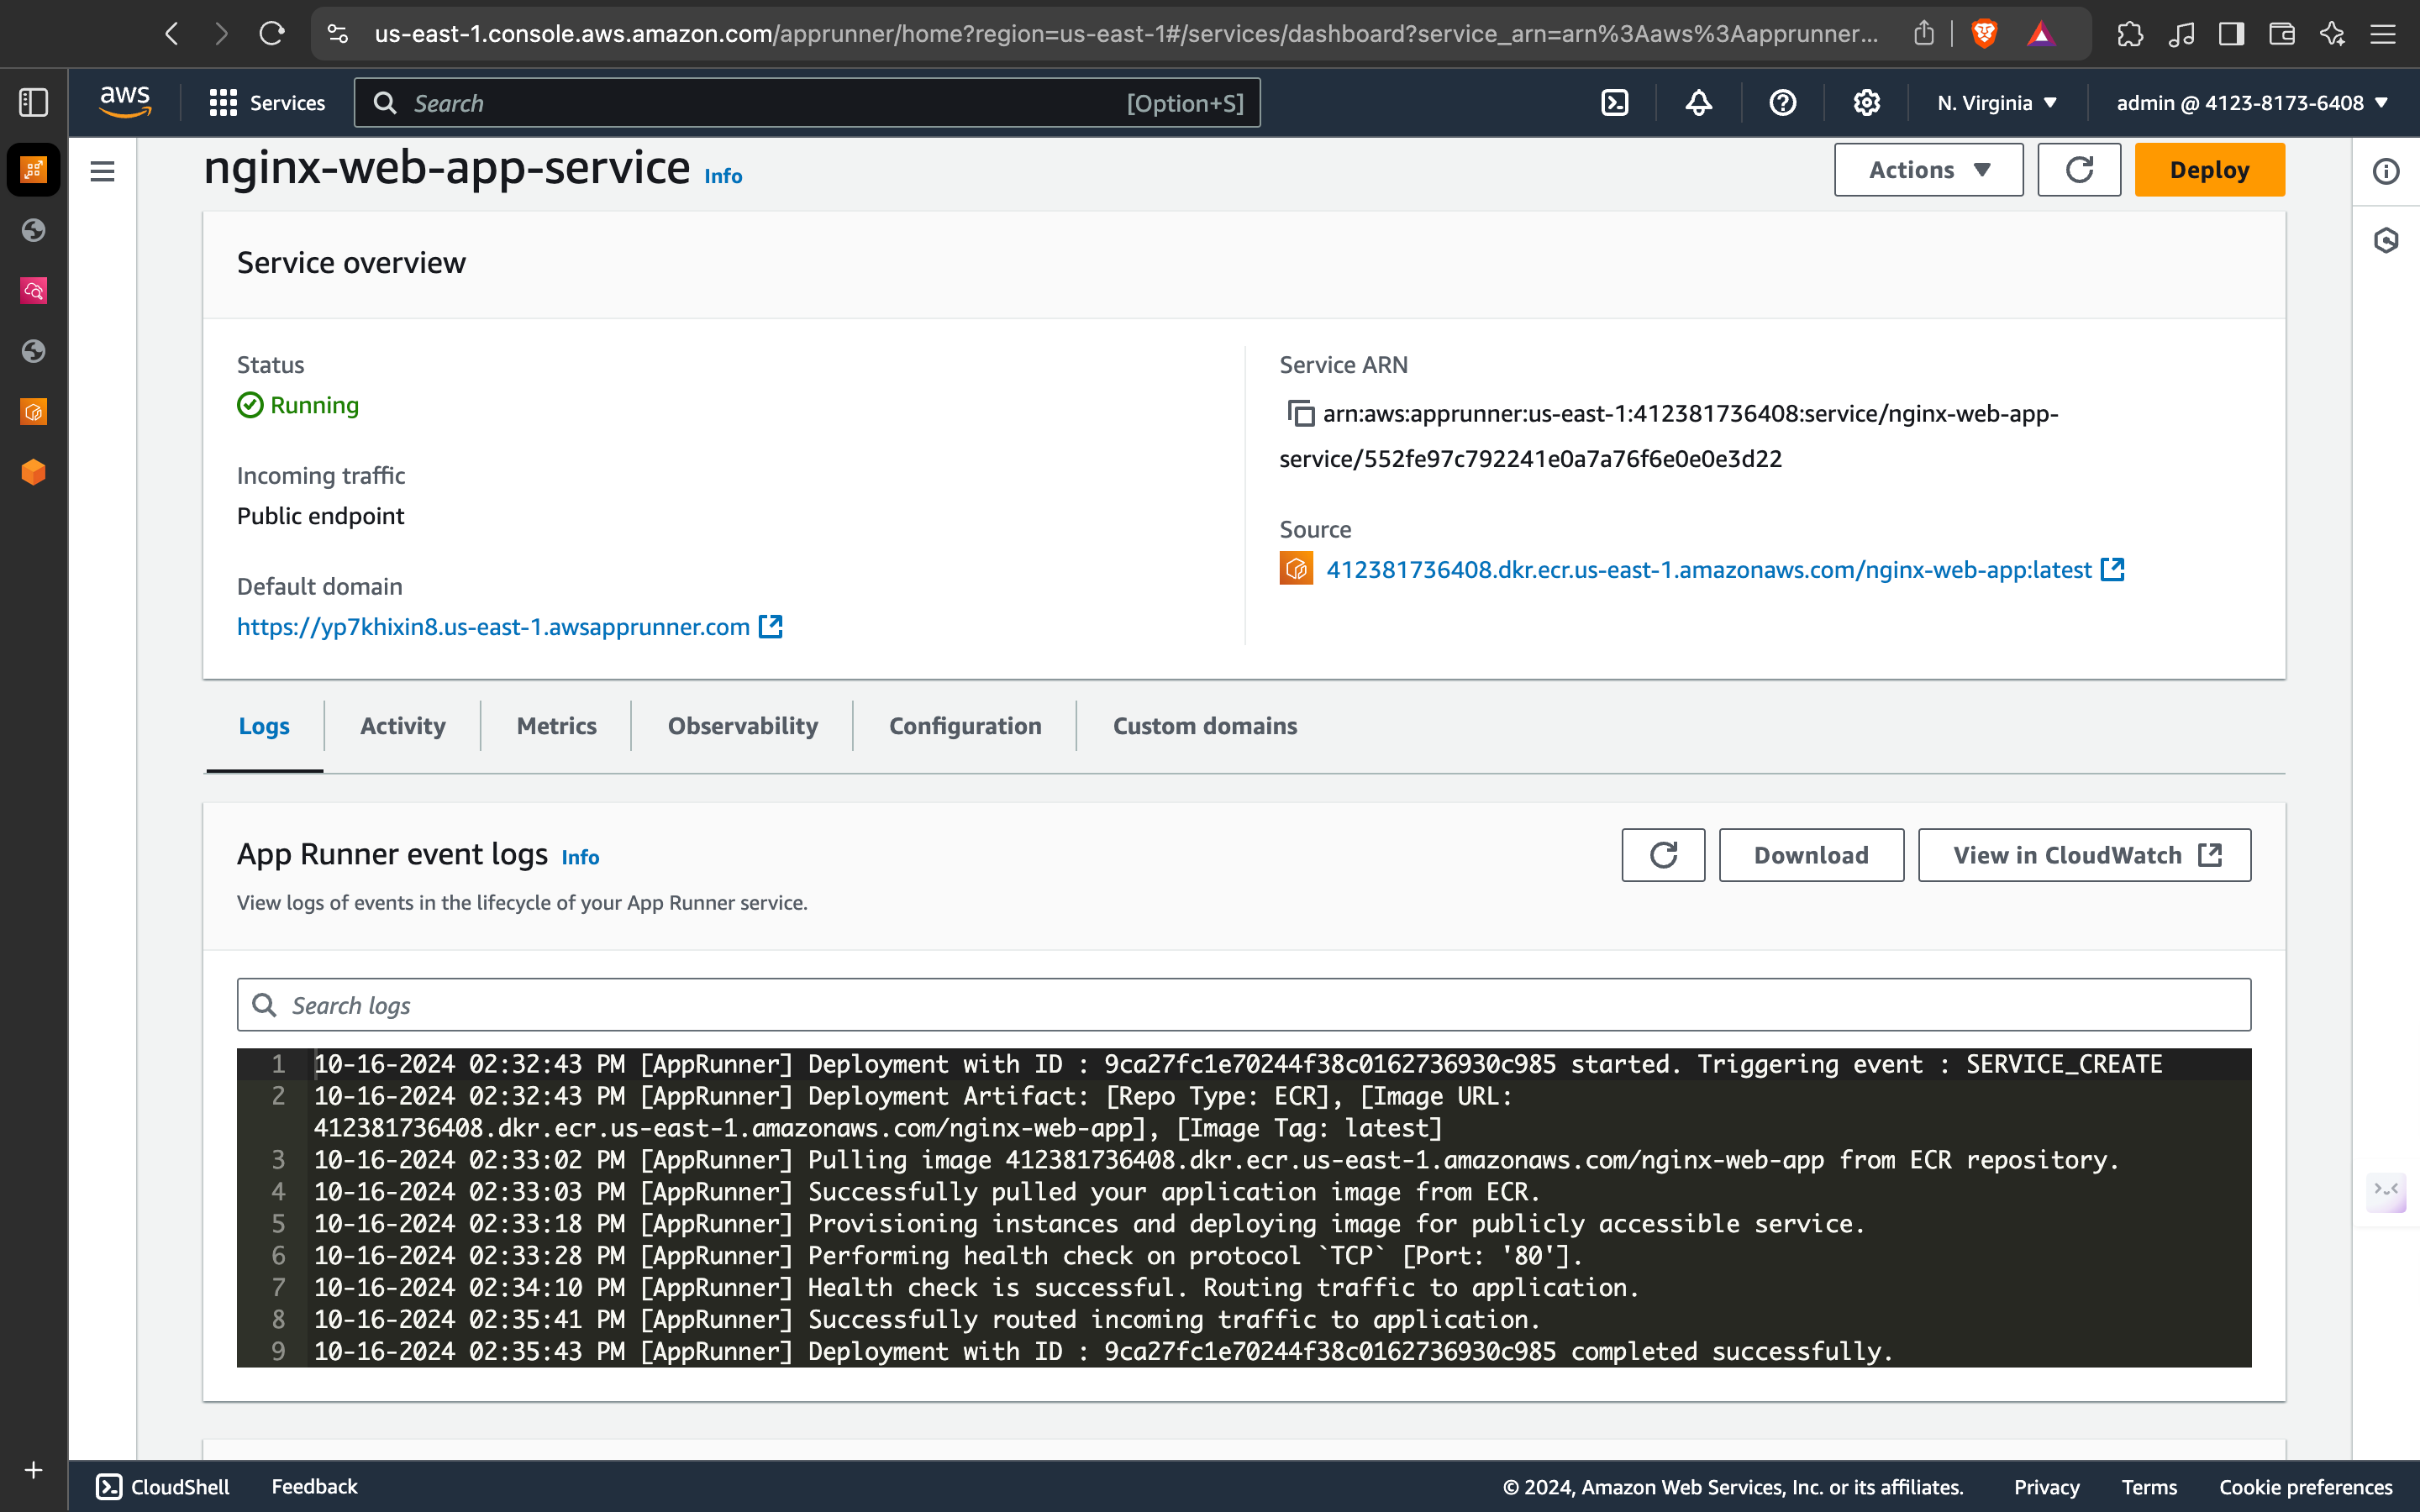 us-east-1.console.aws.amazon.com/apprunner/home?region=us-east-1#/services/dashboard?service_arn=arn%3Aaws%3Aapprunner...
aws Services Search [Option+S] N. Virginia admin @ 4123-8173-6408
nginx-web-app-service Info Actions Deploy
Service overview
Status
Running
Incoming traffic
Public endpoint
Default domain
https://yp7khixin8.us-east-1.awsapprunner.com
Service ARN
arn:aws:apprunner:us-east-1:412381736408:service/nginx-web-app-
service/552fe97c792241e0a7a76f6e0e0e3d22
Source
412381736408.dkr.ecr.us-east-1.amazonaws.com/nginx-web-app:latest
Logs Activity Metrics Observability Configuration Custom domains
App Runner event logs Info Download View in CloudWatch
View logs of events in the lifecycle of your App Runner service.
Search logs
1 10-16-2024 02:32:43 PM [AppRunner] Deployment with ID : 9ca27fc1e70244f38c0162736930c985 started. Triggering event : SERVICE_CREATE
2 10-16-2024 02:32:43 PM [AppRunner] Deployment Artifact: [Repo Type: ECR], [Image URL:
412381736408.dkr.ecr.us-east-1.amazonaws.com/nginx-web-app], [Image Tag: latest]
3 10-16-2024 02:33:02 PM [AppRunner] Pulling image 412381736408.dkr.ecr.us-east-1.amazonaws.com/nginx-web-app from ECR repository.
4 10-16-2024 02:33:03 PM [AppRunner] Successfully pulled your application image from ECR.
5 10-16-2024 02:33:18 PM [AppRunner] Provisioning instances and deploying image for publicly accessible service.
6 10-16-2024 02:33:28 PM [AppRunner] Performing health check on protocol `TCP` [Port: '80'].
7 10-16-2024 02:34:10 PM [AppRunner] Health check is successful. Routing traffic to application.
8 10-16-2024 02:35:41 PM [AppRunner] Successfully routed incoming traffic to application.
9 10-16-2024 02:35:43 PM [AppRunner] Deployment with ID : 9ca27fc1e70244f38c0162736930c985 completed successfully.
CloudShell Feedback © 2024, Amazon Web Services, Inc. or its affiliates. Privacy Terms Cookie preferences